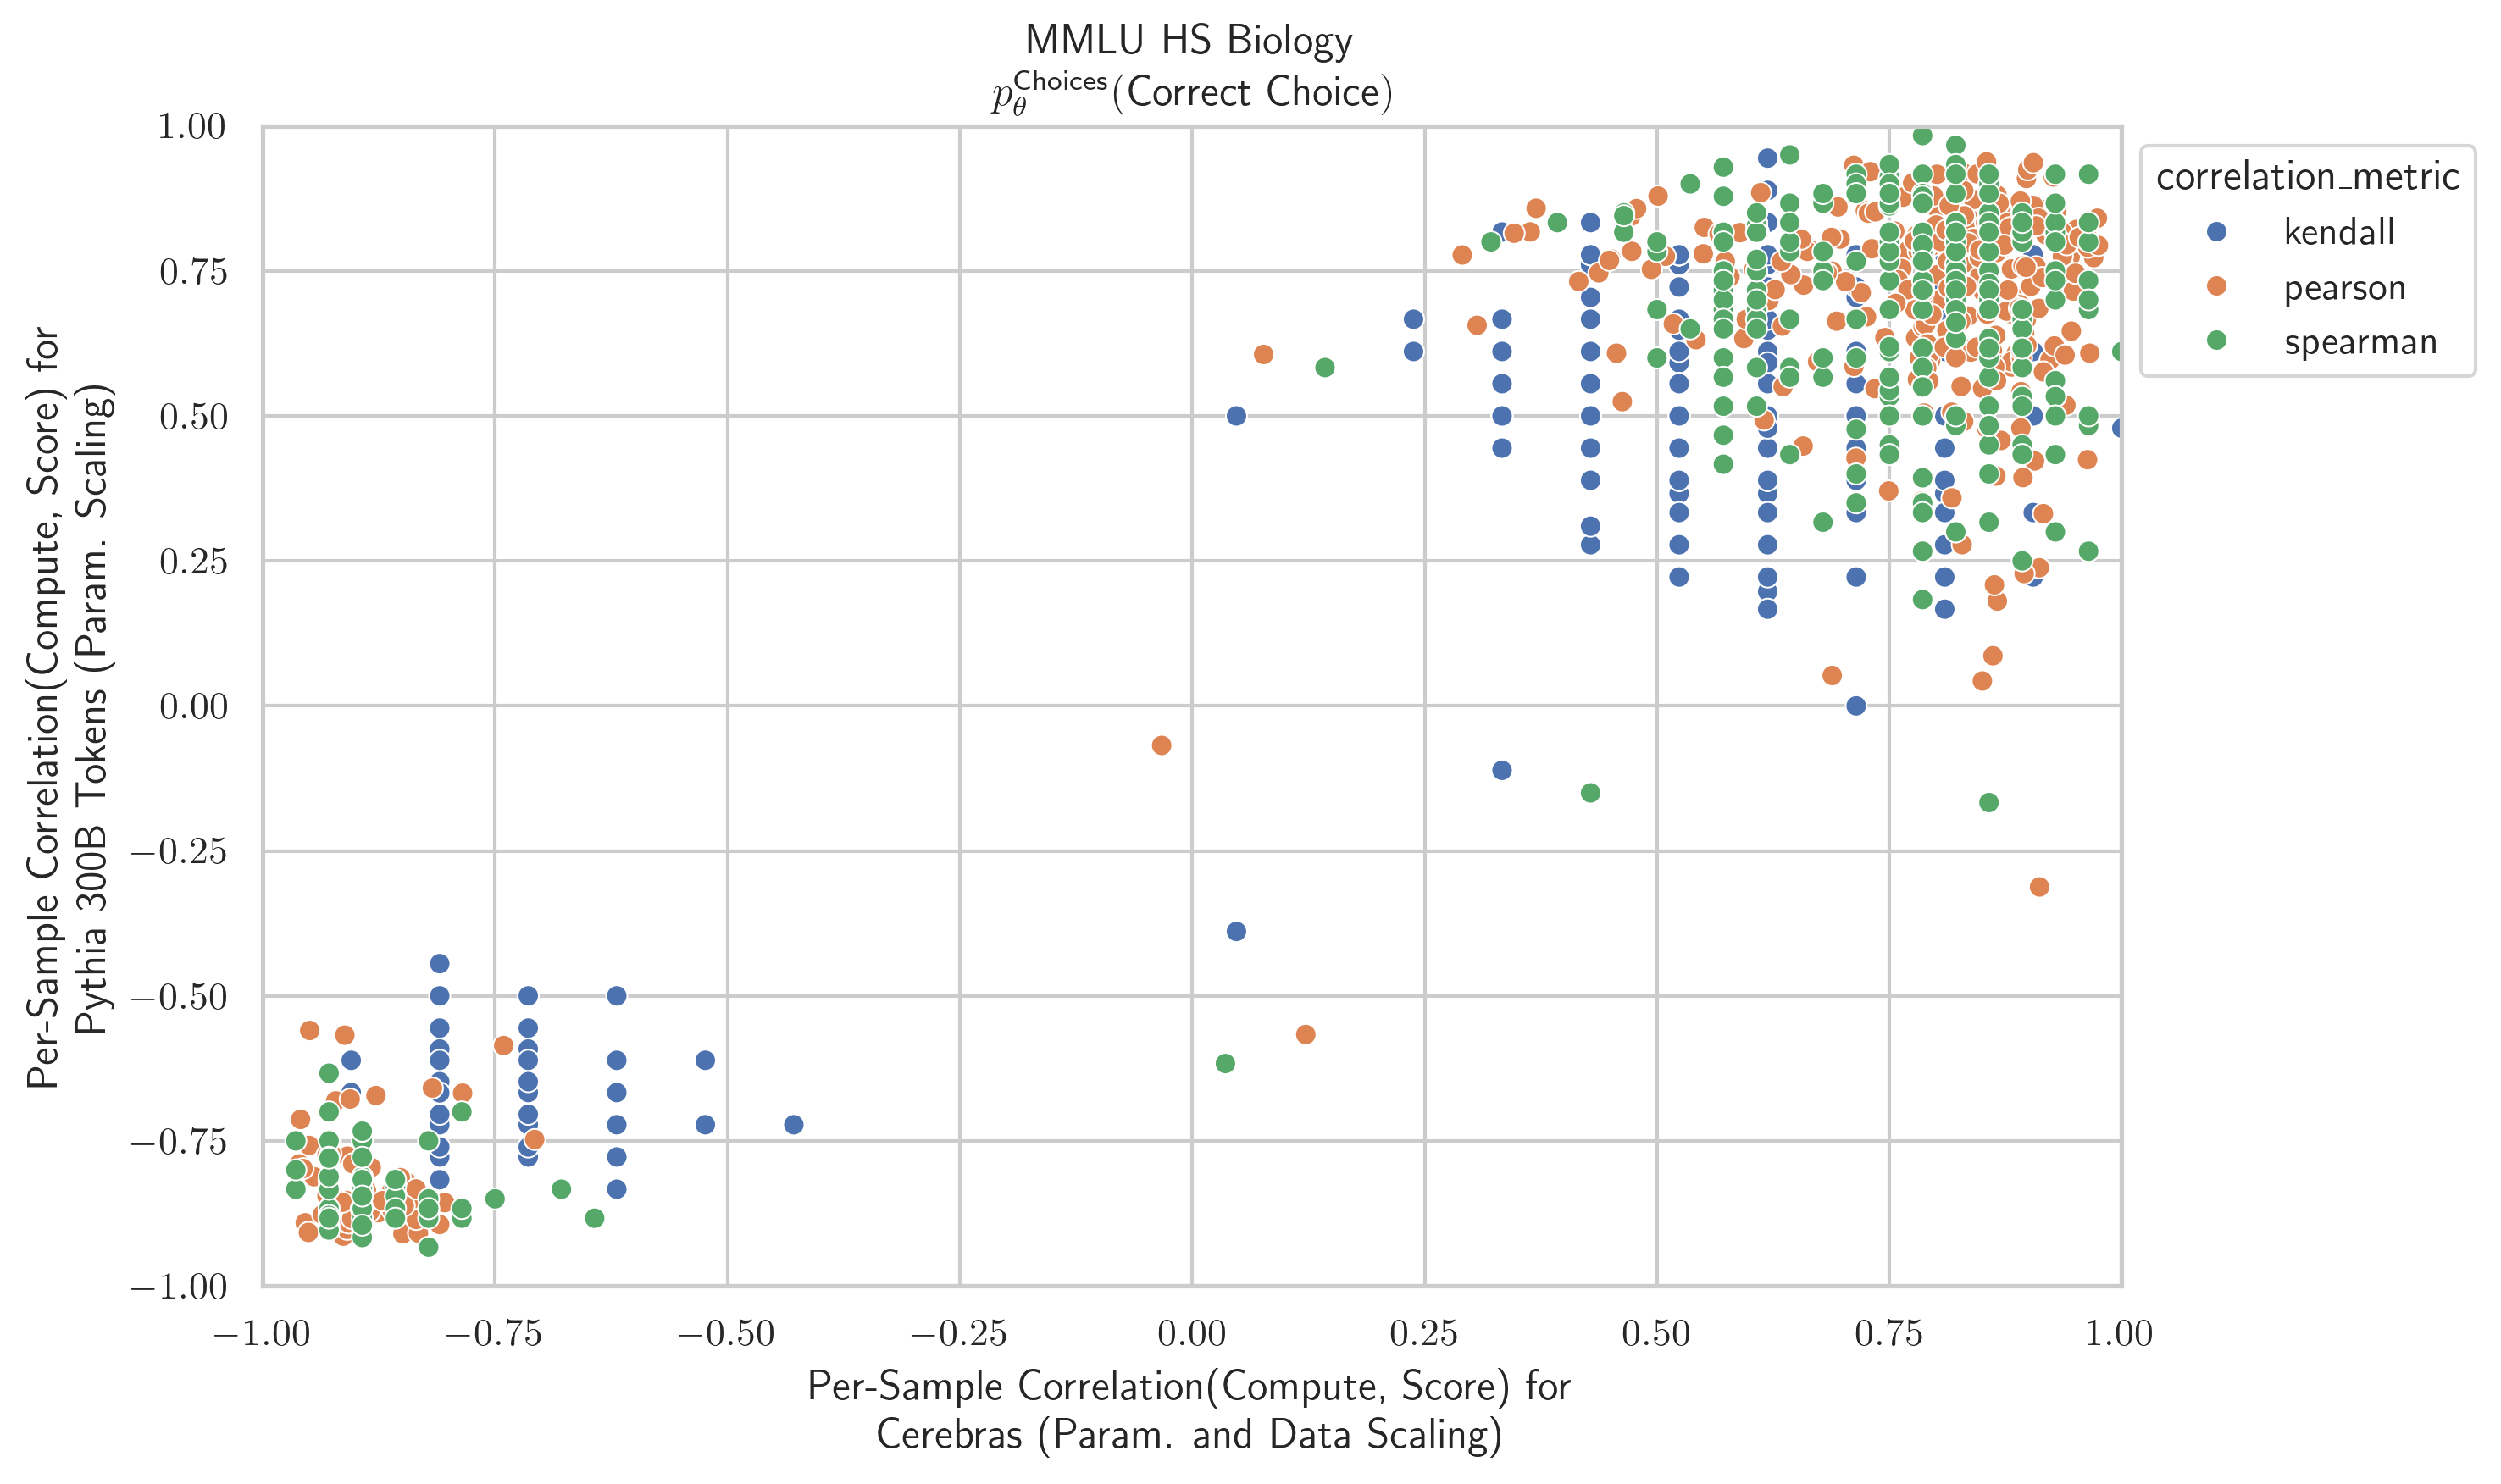 MMLU HS Biology
p_θ^Choices(Correct Choice)
Per-Sample Correlation(Compute, Score) for
Pythia 300B Tokens (Param. Scaling)
1.00
0.75
0.50
0.25
0.00
−0.25
−0.50
−0.75
−1.00
−1.00 −0.75 −0.50 −0.25 0.00 0.25 0.50 0.75 1.00
Per-Sample Correlation(Compute, Score) for
Cerebras (Param. and Data Scaling)
correlation_metric
kendall
pearson
spearman